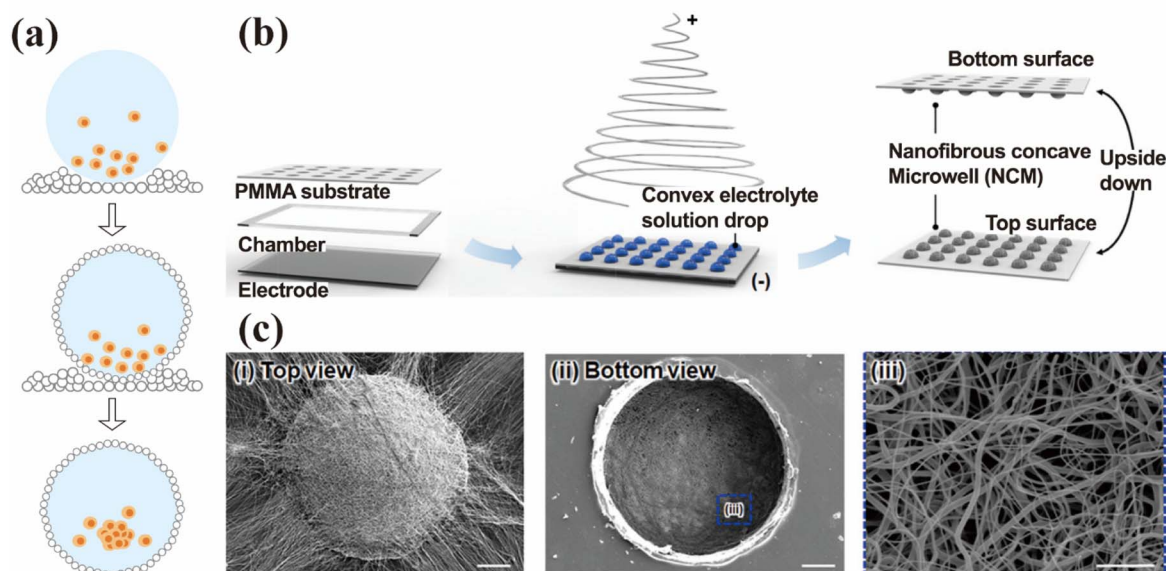 (a)
(b)
+
PMMA substrate
Chamber
Electrode
Convex electrolyte
solution drop
(-)
Bottom surface
Nanofibrous concave
Microwell (NCM)
Upside
down
Top surface
(c)
(i) Top view
(ii) Bottom view
(iii)
(iii)